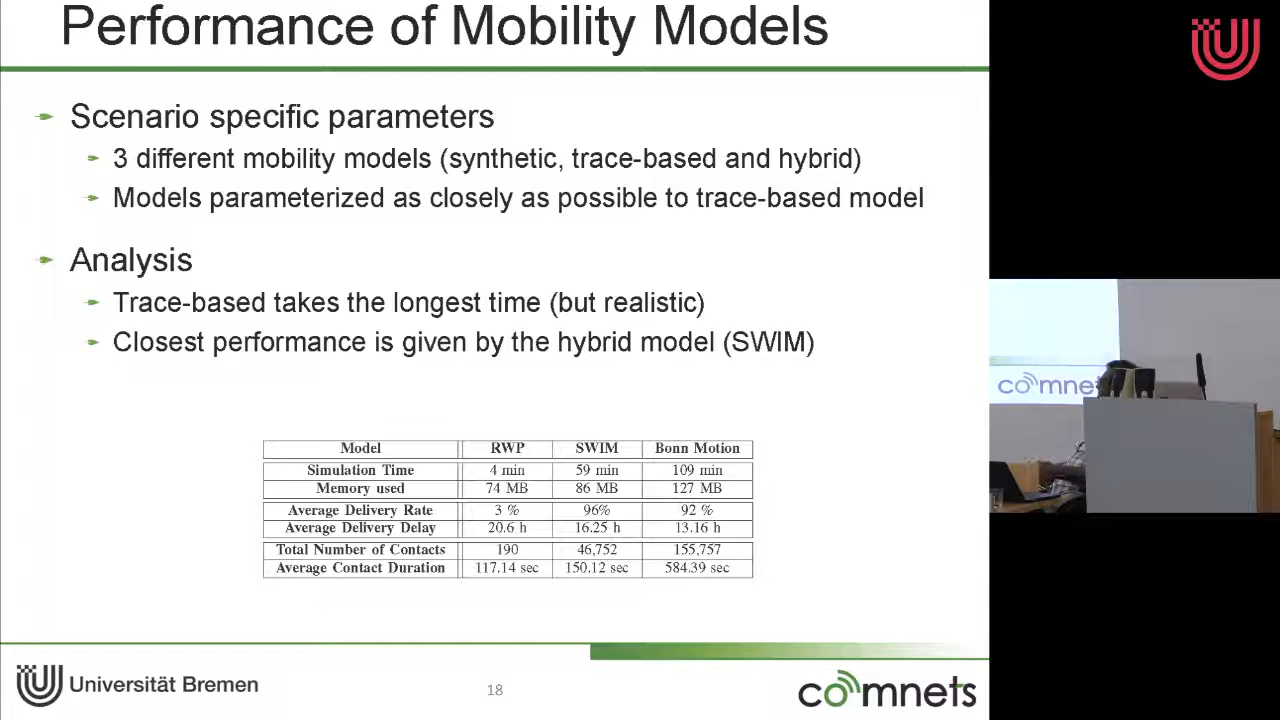 Performance of Mobility Models
Scenario specific parameters
3 different mobility models (synthetic, trace-based and hybrid)
Models parameterized as closely as possible to trace-based model
Analysis
Trace-based takes the longest time (but realistic)
Closest performance is given by the hybrid model (SWIM)
Model RWP SWIM Bonn Motion
Simulation Time 4 min 59 min 109 min
Memory used 74 MB 86 MB 127 MB
Average Delivery Rate 3 % 96% 92 %
Average Delivery Delay 20.6 h 16.25 h 13.16 h
Total Number of Contacts 190 46,752 155,757
Average Contact Duration 117.14 sec 150.12 sec 584.39 sec
Universität Bremen
18
comnets
comnets